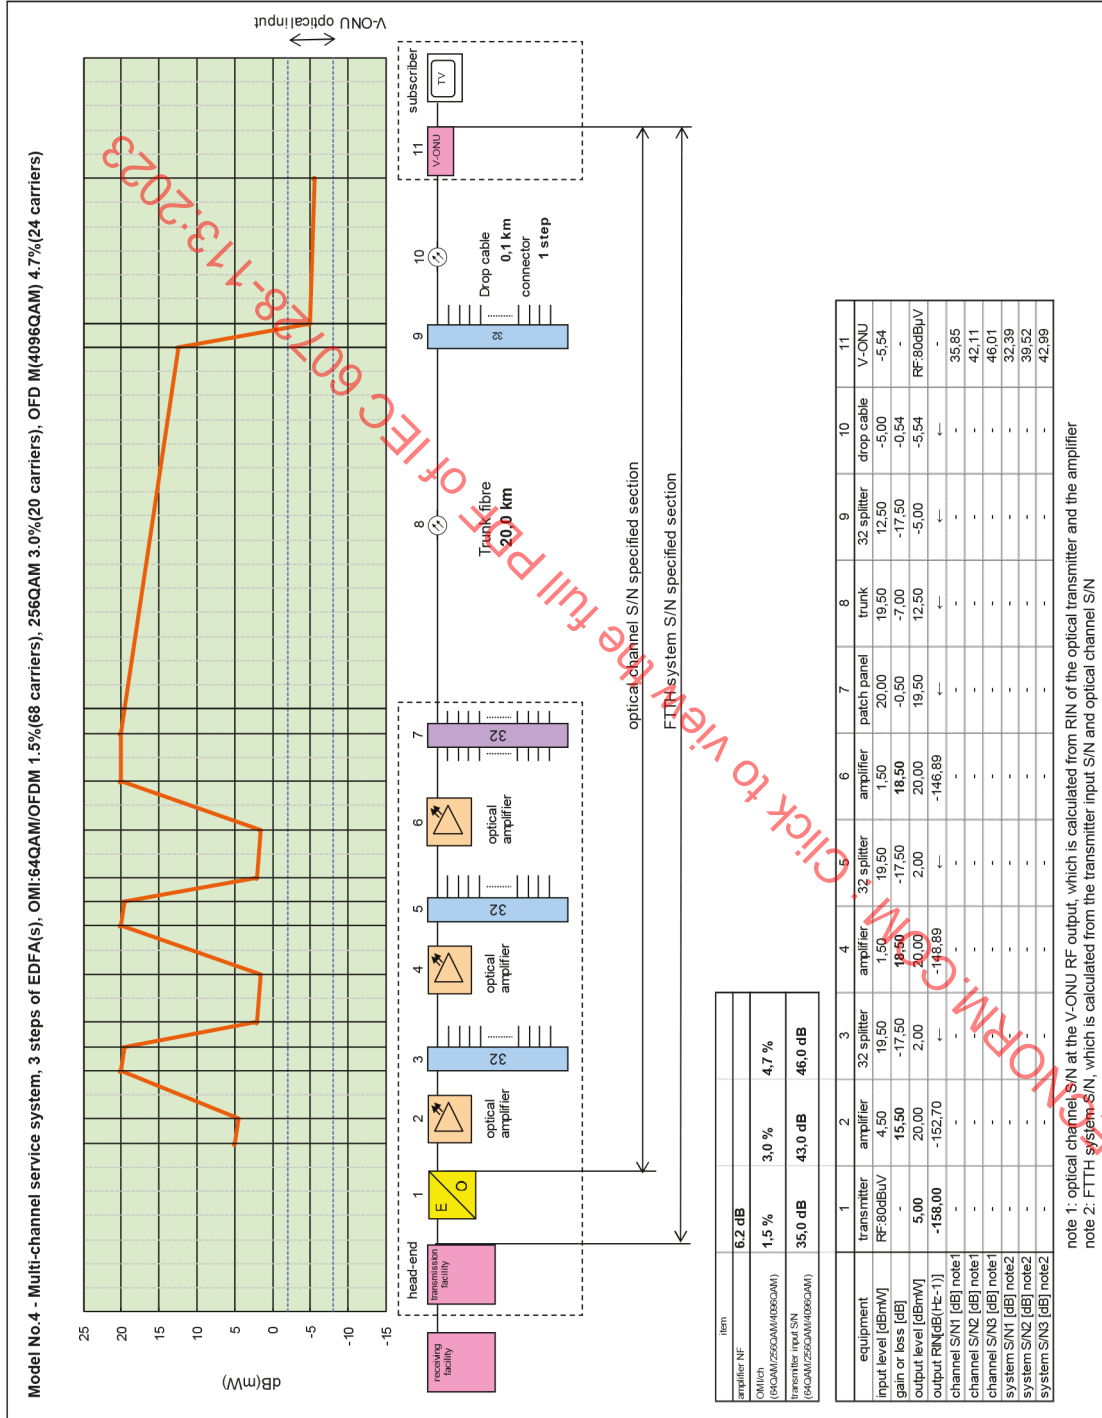 Model No.4 - Multi-channel service system, 3 steps of EDFA(s), OMI:64QAM/OFDM 1.5%(68 carriers), 256QAM 3.0%(20 carriers), OFD M(4096QAM) 4.7%(24 carriers)
25
20
15
10
5
0
-5
-10
-15
dB(mW)
V-ONU optical input
receiving facility
head-end
transmission facility
1
E
O
2
optical amplifier
3
32
4
optical amplifier
5
32
6
optical amplifier
7
32
8
Trunk fibre
20,0 km
9
32
10
Drop cable
0,1 km
connector
1 step
11
V-ONU
subscriber
TV
optical channel S/N specified section
FTTH system S/N specified section
item
amplifier NF 6.2 dB
OMI/ch (64QAM/256QAM/4096QAM) 1,5 % 3,0 % 4,7 %
transmitter input S/N (64QAM/256QAM/4096QAM) 35,0 dB 43,0 dB 46,0 dB
1 2 3 4 5 6 7 8 9 10 11
equipment transmitter amplifier 32 splitter amplifier 32 splitter amplifier patch panel trunk 32 splitter drop cable V-ONU
input level [dBmW] RF:80dBuV 4,50 19,50 1,50 19,50 1,50 20,00 19,50 12,50 -5,00 -5,54
gain or loss [dB] - 15,50 -17,50 18,50 -17,50 18,50 -0,50 -7,00 -17,50 -0,54 -
output level [dBmW] 5,00 20,00 2,00 20,00 2,00 20,00 19,50 12,50 -5,00 -5,54 RF:80dBμV
output RIN[dB(Hz-1)] -158,00 -152,70 ← -148,89 ← -146,89 ← ← ← ← -
channel S/N1 [dB] note1 - - - - - - - - - - 35,85
channel S/N2 [dB] note1 - - - - - - - - - - 42,11
channel S/N3 [dB] note1 - - - - - - - - - - 46,01
system S/N1 [dB] note2 - - - - - - - - - - 32,39
system S/N2 [dB] note2 - - - - - - - - - - 39,52
system S/N3 [dB] note2 - - - - - - - - - - 42,99
note 1: optical channel S/N at the V-ONU RF output, which is calculated from RIN of the optical transmitter and the amplifier
note 2: FTTH system S/N, which is calculated from the transmitter input S/N and optical channel S/N
CNORM.COM : Click to view the full PDF of IEC 60728-113:2023